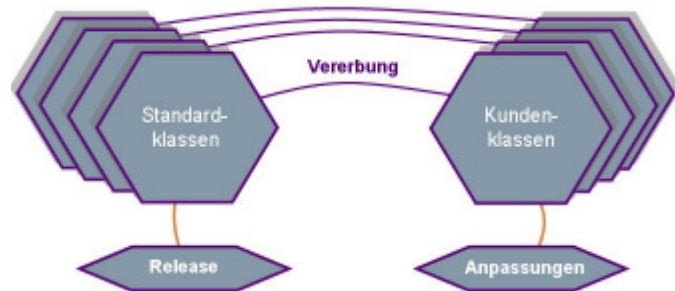 Vererbung
Standard-
klassen
Kunden-
klassen
Release
Anpassungen